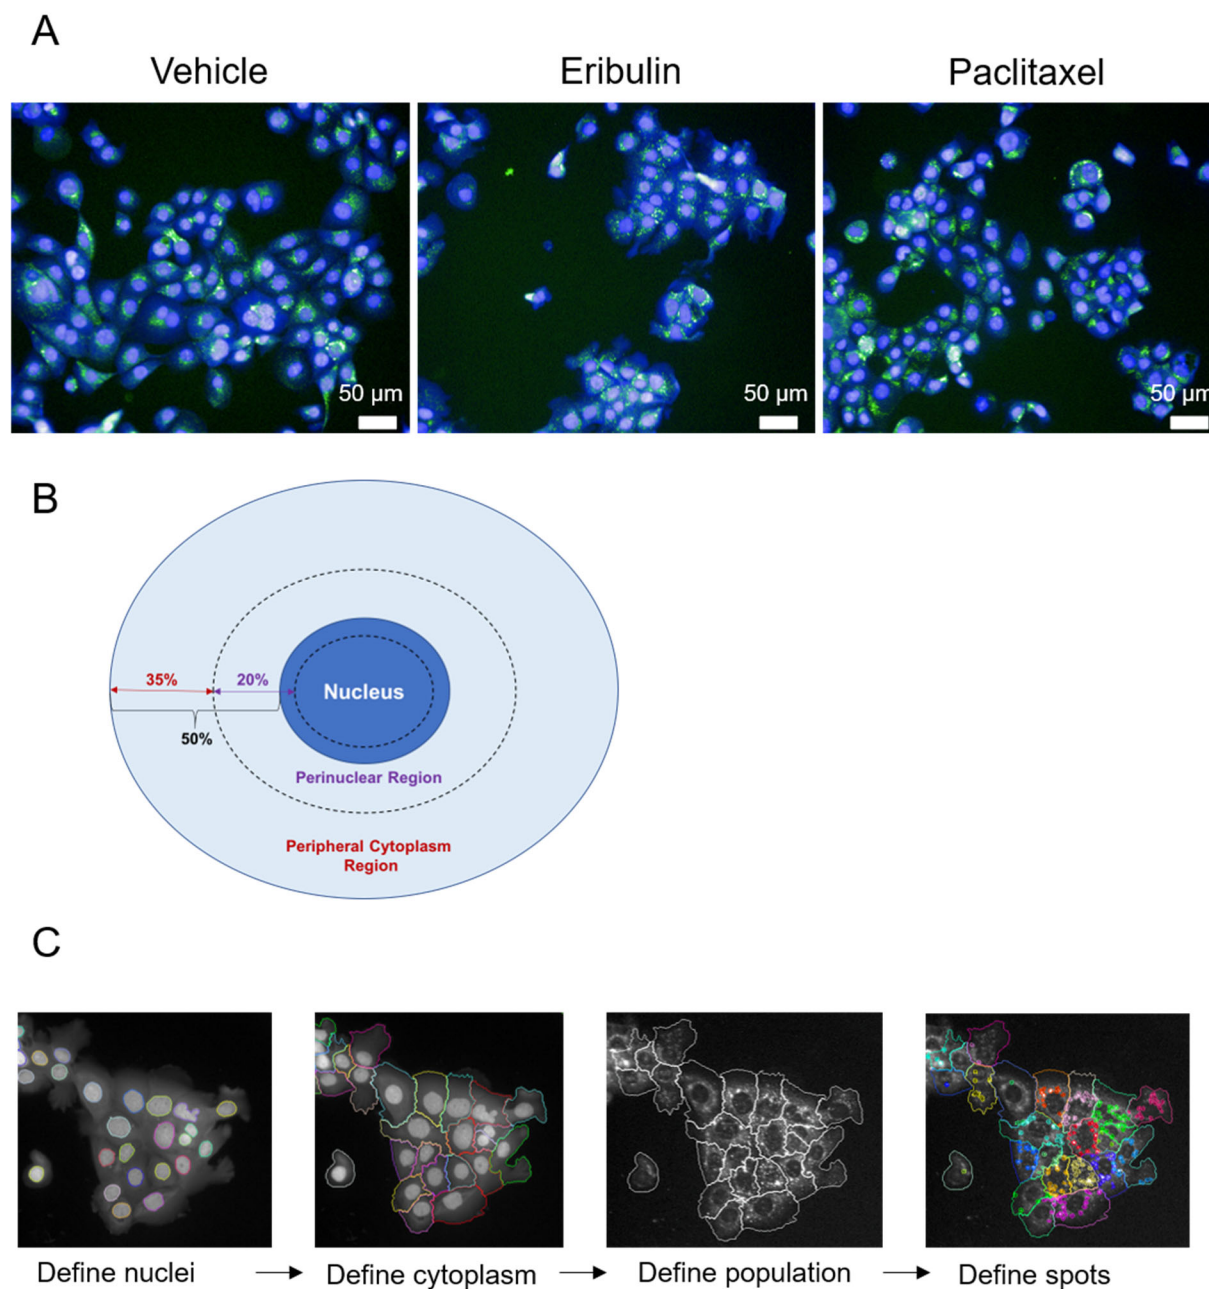 A
Vehicle
Eribulin
Paclitaxel
50 µm
50 µm
50 µm
B
35%
20%
50%
Nucleus
Perinuclear Region
Peripheral Cytoplasm
Region
C
Define nuclei
Define cytoplasm
Define population
Define spots